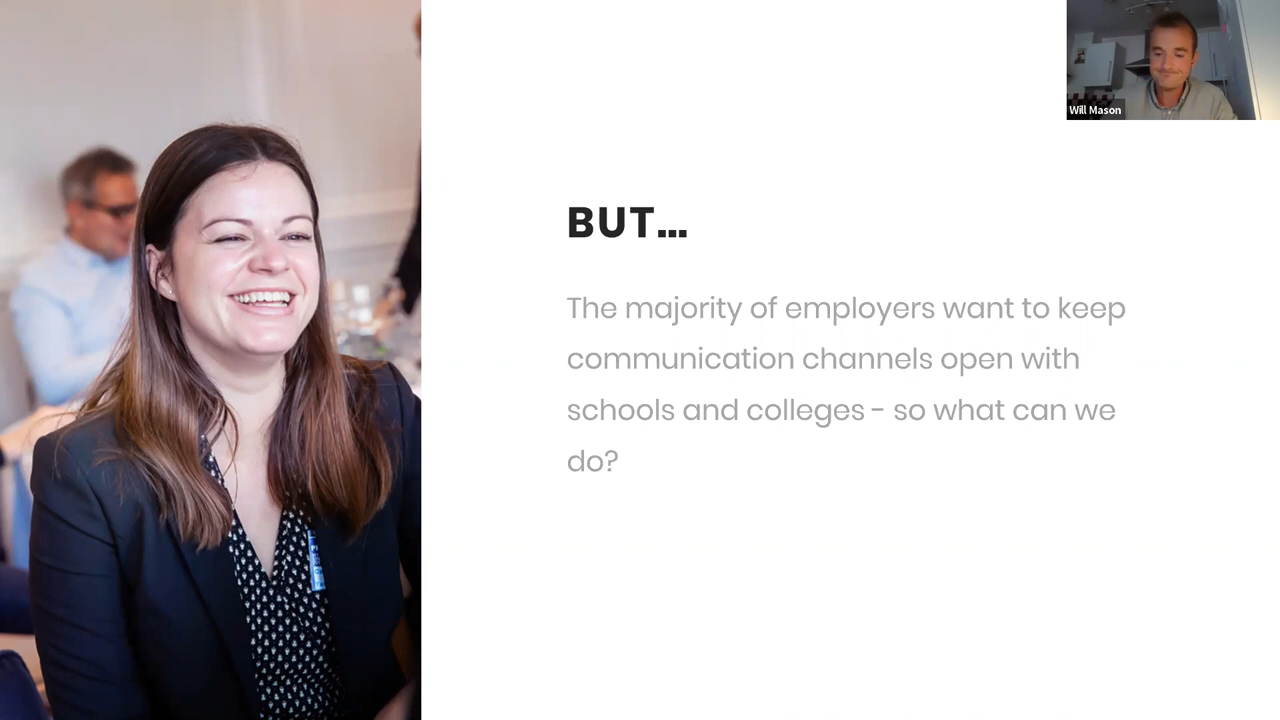 Will Mason
BUT...
The majority of employers want to keep
communication channels open with
schools and colleges - so what can we
do?